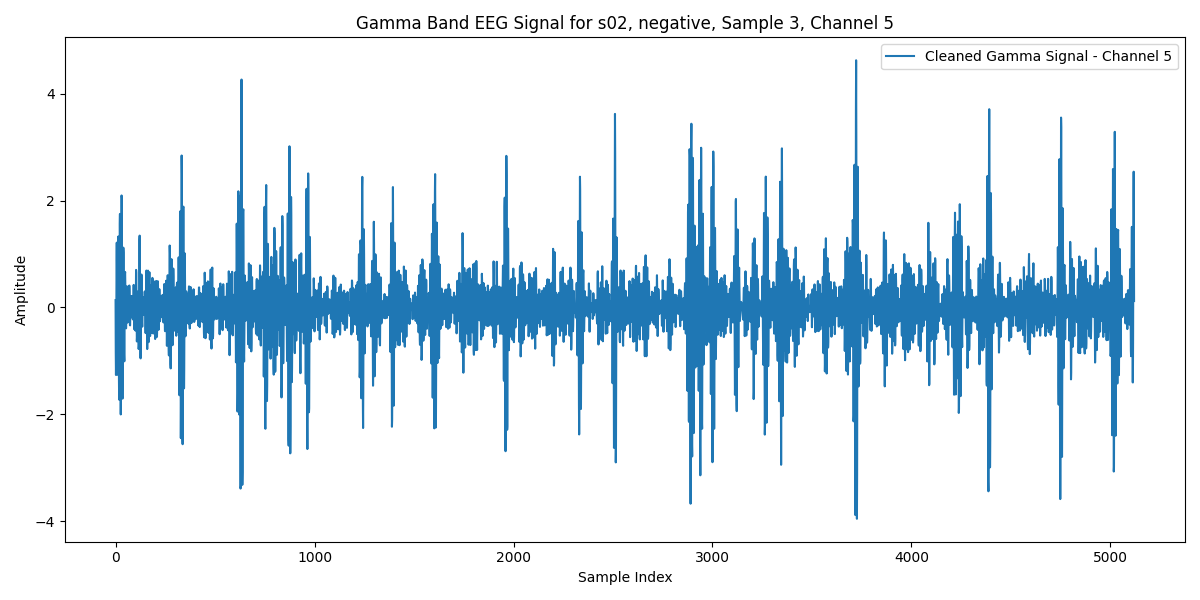 Gamma Band EEG Signal for s02, negative, Sample 3, Channel 5
Cleaned Gamma Signal - Channel 5
Amplitude
4
2
0
−2
−4
0 1000 2000 3000 4000 5000
Sample Index